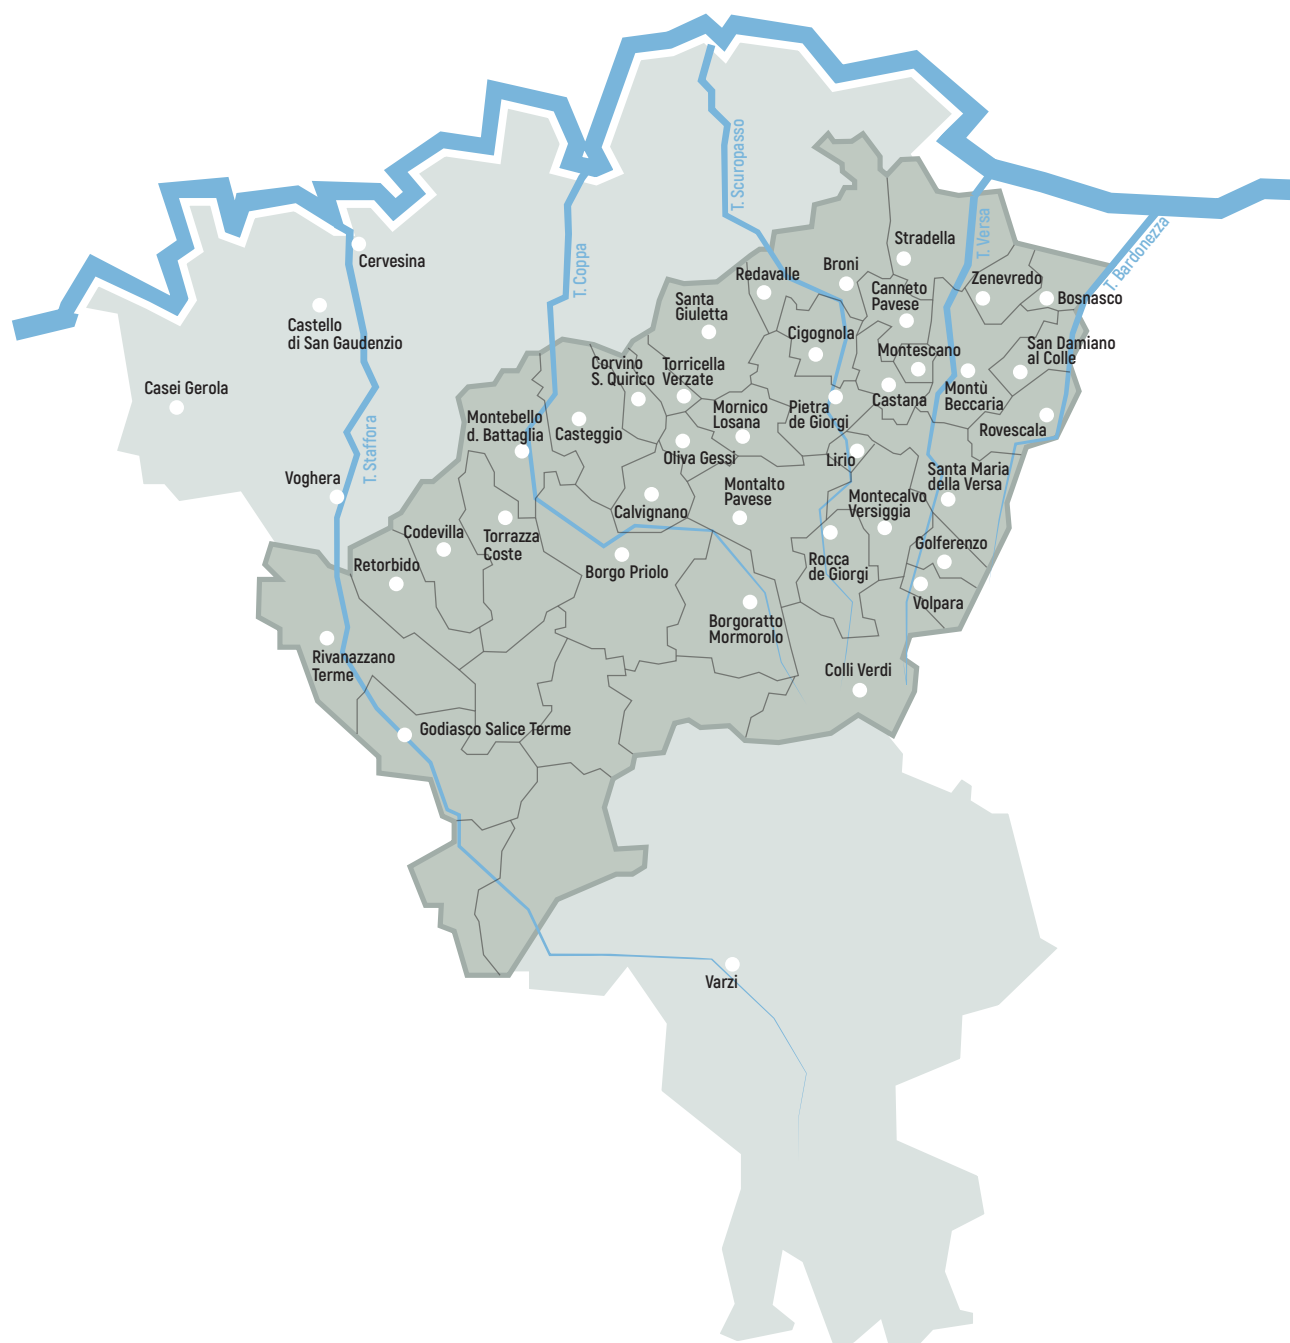 T. Scuropasso
T. Versa
T. Bardonezza
T. Coppa
T. Staffora
Cervesina
Castello
di San Gaudenzio
Casei Gerola
Voghera
Stradella
Broni
Redavalle
Zenevredo
Bosnasco
Canneto
Pavese
Santa
Giuletta
Cigognola
Montescano
San Damiano
al Colle
Corvino
S. Quirico
Torricella
Verzate
Castana
Montù
Beccaria
Mornico
Losana
Pietra
de Giorgi
Montebello
d. Battaglia
Casteggio
Rovescala
Oliva Gessi
Lirio
Santa Maria
della Versa
Montalto
Pavese
Montecalvo
Versiggia
Calvignano
Codevilla
Torrazza
Coste
Golferenzo
Retorbido
Borgo Priolo
Rocca
de Giorgi
Volpara
Borgoratto
Mormorolo
Rivanazzano
Terme
Colli Verdi
Godiasco Salice Terme
Varzi